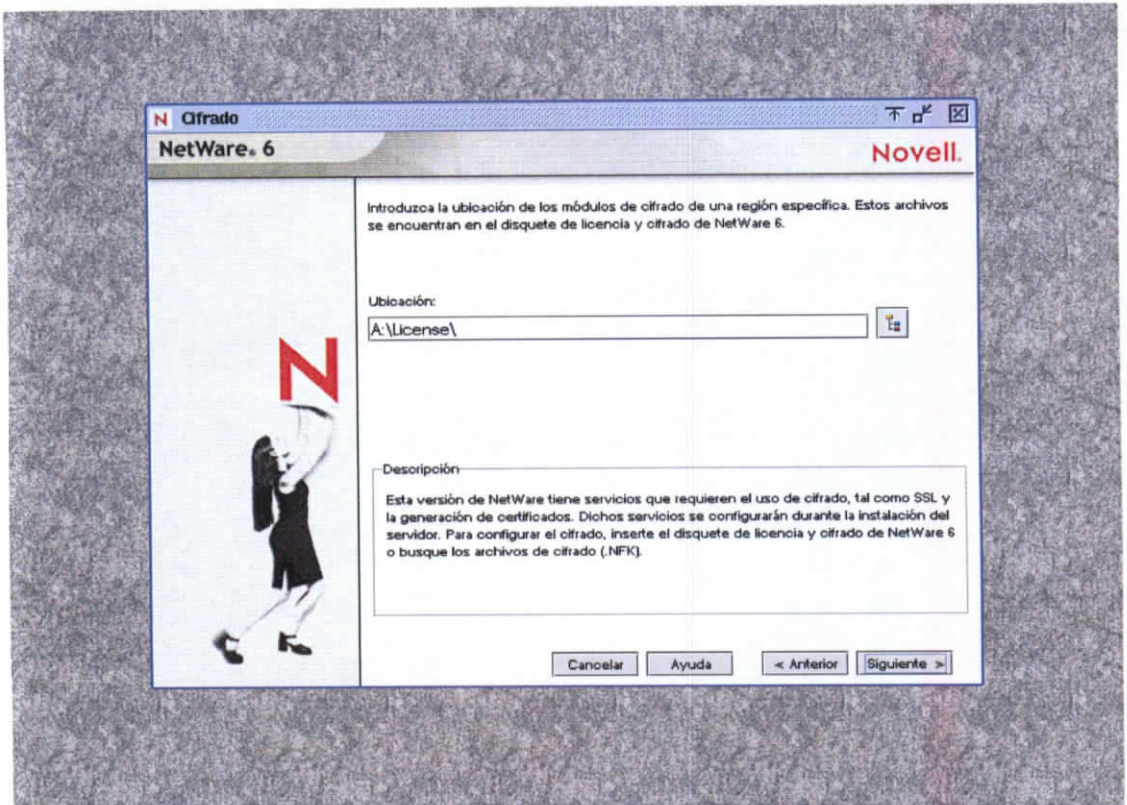 N Cifrado
NetWare. 6
Novell.
Introduzca la ubicación de los módulos de cifrado de una región específica. Estos archivos
se encuentran en el disquete de licencia y cifrado de NetWare 6.
Ubicación:
A:\License\
N
Descripción
Esta versión de NetWare tiene servicios que requieren el uso de cifrado, tal como SSL y
la generación de certificados. Dichos servicios se configurarán durante la instalación del
servidor. Para configurar el cifrado, inserte el disquete de licencia y cifrado de NetWare 6
o busque los archivos de cifrado (.NFK).
Cancelar Ayuda < Anterior Siguiente >